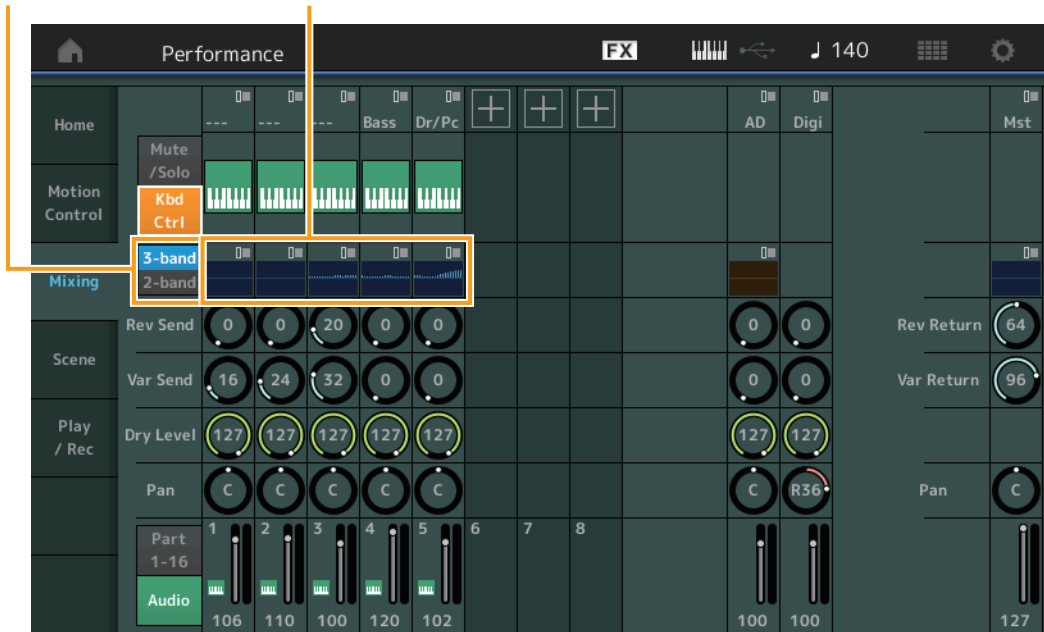 Performance FX 140
Home --- --- --- Bass Dr/Pc AD Digi Mst
Mute
/Solo
Motion
Control
Kbd
Ctrl
Mixing
3-band
2-band
Rev Send 0 0 20 0 0 0 0 Rev Return 64
Scene
Var Send 16 24 32 0 0 0 0 Var Return 96
Play
/ Rec
Dry Level 127 127 127 127 127 127 127
Pan C C C C C C R36 Pan C
Part
1-16
1 2 3 4 5 6 7 8
Audio
106 110 100 120 102 100 100 127